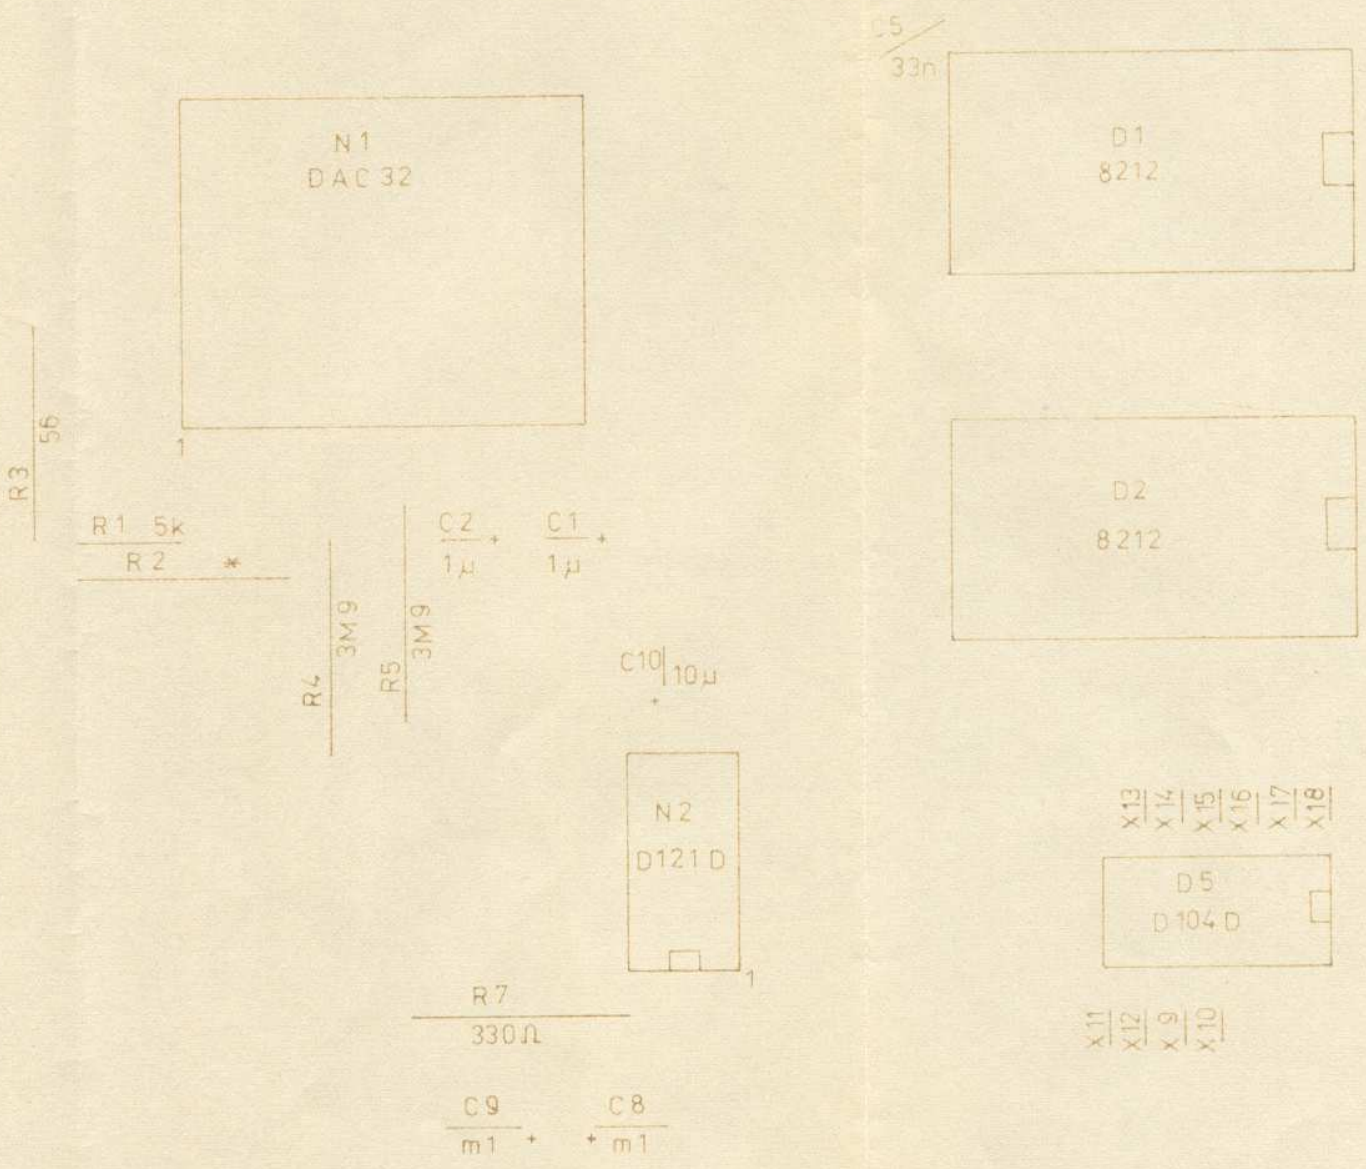 C5
33n
N1
DAC 32
1
D1
8212
R3
56
R1 5k
R2 *
R4
3M9
R5
3M9
C2
+
1µ
C1
+
1µ
D2
8212
C10
10µ
+
N2
D121D
1
X13
X14
X15
X16
X17
X18
D5
D104D
X11
X12
X9
X10
R7
330Ω
C9
m1 +
C8
+ m1